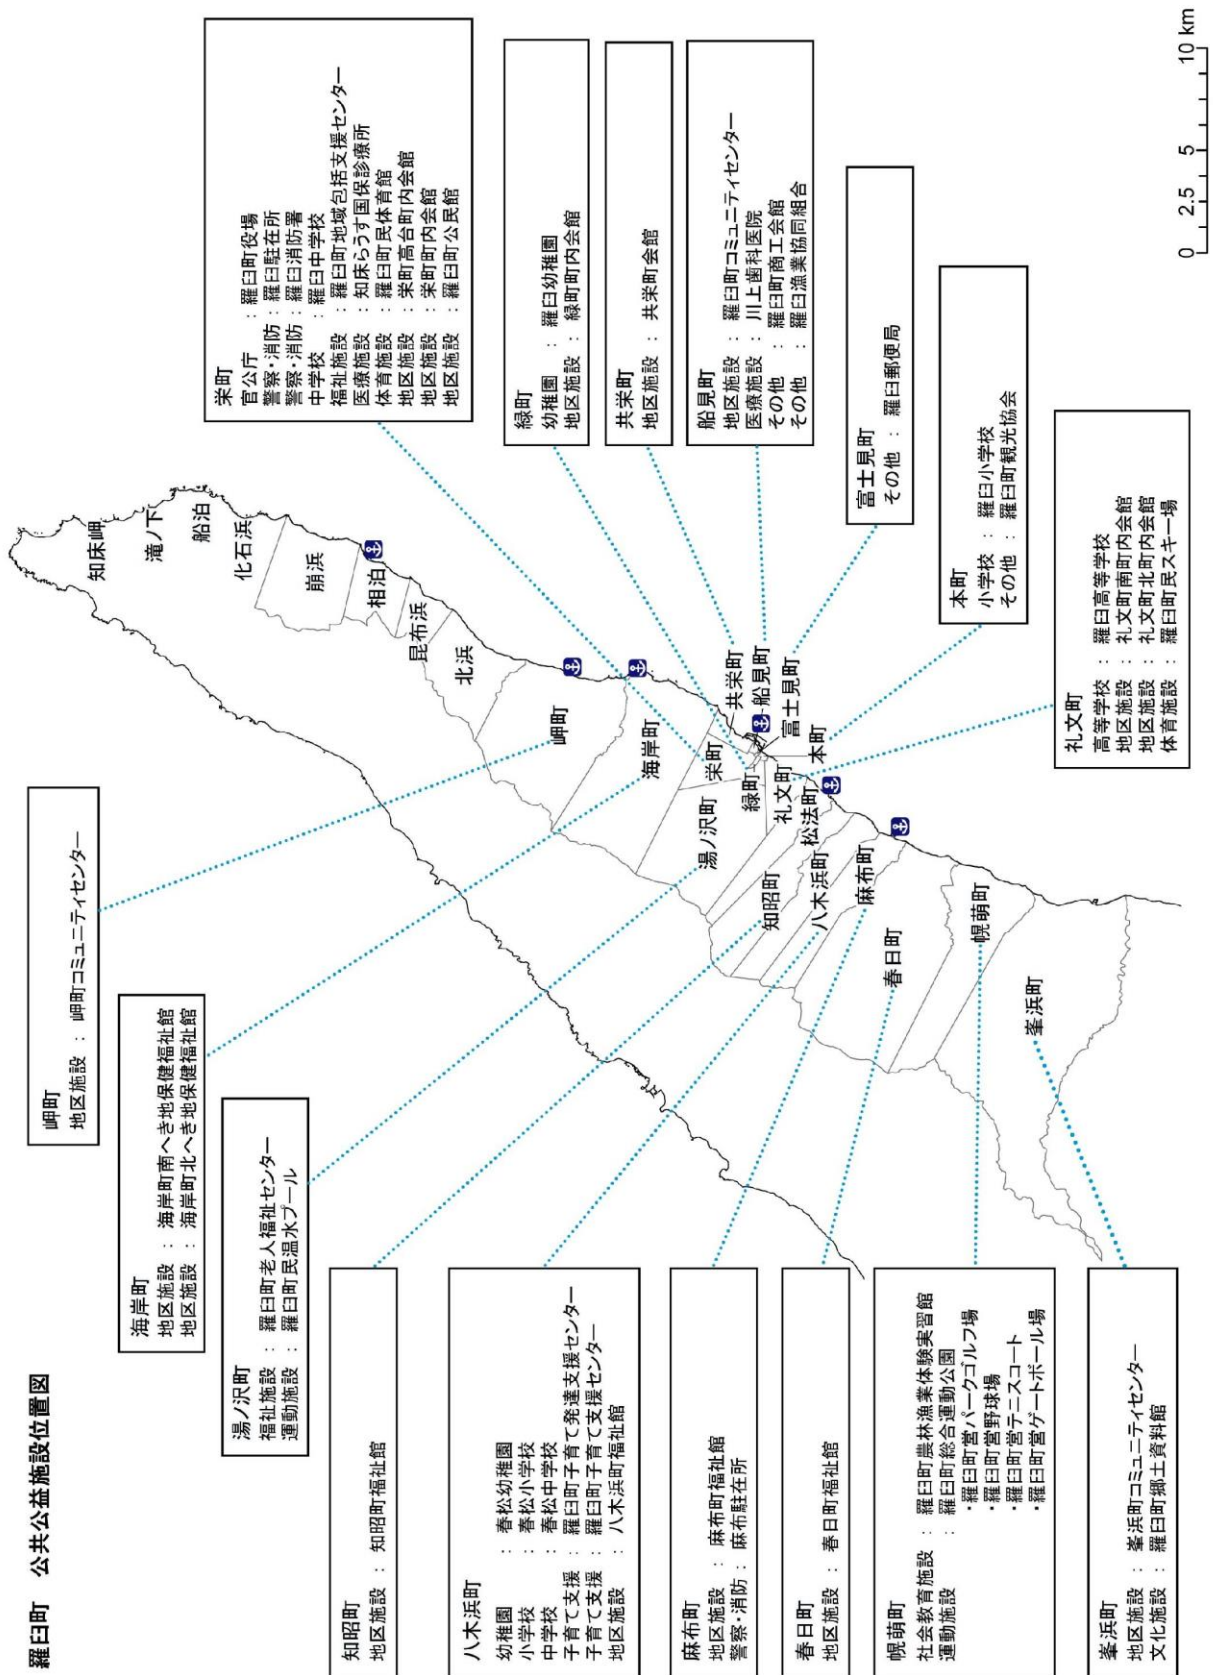 羅臼町　公共公益施設位置図
岬町
地区施設 ： 岬町コミュニティセンター
海岸町
地区施設 ： 海岸町南へき地保健福祉館
地区施設 ： 海岸町北へき地保健福祉館
湯ノ沢町
福祉施設 ： 羅臼町老人福祉センター
運動施設 ： 羅臼町民温水プール
知昭町
地区施設 ： 知昭町福祉館
八木浜町
幼稚園 ： 春松幼稚園
小学校 ： 春松小学校
中学校 ： 春松中学校
子育て支援 ： 羅臼町子育て発達支援センター
子育て支援 ： 羅臼町子育て支援センター
地区施設 ： 八木浜町福祉館
麻布町
地区施設 ： 麻布町福祉館
警察・消防 ： 麻布駐在所
春日町
地区施設 ： 春日町福祉館
幌萌町
社会教育施設 ： 羅臼町農林漁業体験実習館
運動施設 ： 羅臼町総合運動公園
・羅臼町営パークゴルフ場
・羅臼町営野球場
・羅臼町営テニスコート
・羅臼町営ゲートボール場
峯浜町
地区施設 ： 峯浜町コミュニティセンター
文化施設 ： 羅臼町郷土資料館
知床岬
滝ノ下
船泊
化石浜
崩浜
相泊
昆布浜
北浜
岬町
海岸町
湯ノ沢町
栄町
共栄町
緑町
船見町
富士見町
礼文町
本町
松法町
知昭町
八木浜町
麻布町
春日町
幌萌町
峯浜町
栄町
官公庁 ： 羅臼町役場
警察・消防 ： 羅臼駐在所
警察・消防 ： 羅臼消防署
中学校 ： 羅臼中学校
福祉施設 ： 羅臼町地域包括支援センター
医療施設 ： 知床らうす国保診療所
体育施設 ： 羅臼町民体育館
地区施設 ： 栄町高台町内会館
地区施設 ： 栄町町内会館
地区施設 ： 羅臼町公民館
緑町
幼稚園 ： 羅臼幼稚園
地区施設 ： 緑町町内会館
共栄町
地区施設 ： 共栄町会館
船見町
地区施設 ： 羅臼町コミュニティセンター
医療施設 ： 川上歯科医院
その他 ： 羅臼町商工会館
その他 ： 羅臼漁業協同組合
富士見町
その他 ： 羅臼郵便局
本町
小学校 ： 羅臼小学校
その他 ： 羅臼町観光協会
礼文町
高等学校 ： 羅臼高等学校
地区施設 ： 礼文町南町内会館
地区施設 ： 礼文町北町内会館
体育施設 ： 羅臼町民スキー場
0 2.5 5 10 km